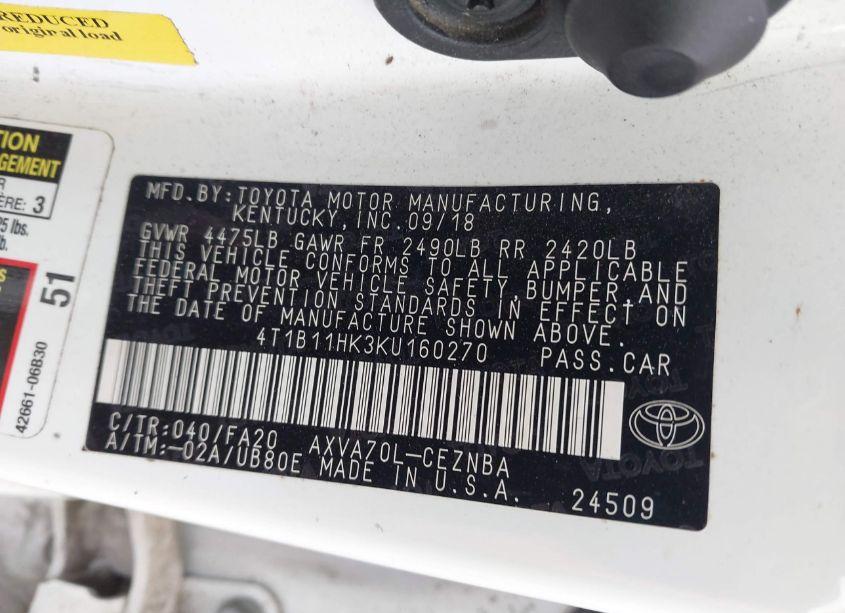 REDUCED
original load
TION
GEMENT
3
51
42661-06B30
MFD.BY:TOYOTA MOTOR MANUFACTURING,
KENTUCKY,INC.09/18
GVWR 4475LB GAWR FR 2490LB RR 2420LB
THIS VEHICLE CONFORMS TO ALL APPLICABLE
FEDERAL MOTOR VEHICLE SAFETY,BUMPER,AND
THEFT PREVENTION STANDARDS IN EFFECT ON
THE DATE OF MANUFACTURE SHOWN ABOVE.
4T1B11HK3KU160270 PASS.CAR
C/TR:040/FA20 AXVA70L-CEZNBA
A/TM:-02A/UB80E MADE IN U.S.A.
24509
TOYOTA